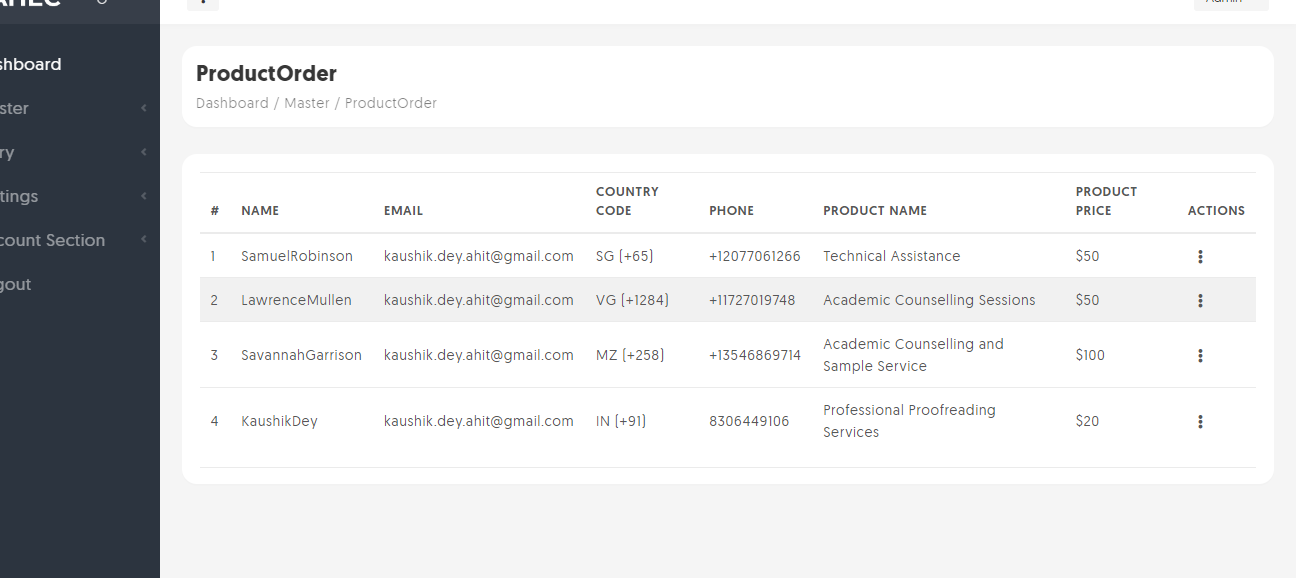 Dashboard / Master / ProductOrder
ProductOrder
# NAME EMAIL COUNTRY CODE PHONE PRODUCT NAME PRODUCT PRICE ACTIONS
1 SamuelRobinson kaushik.dey.ahit@gmail.com SG (+65) +12077061266 Technical Assistance $50
2 LawrenceMullen kaushik.dey.ahit@gmail.com VG (+1284) +11727019748 Academic Counselling Sessions $50
3 SavannahGarrison kaushik.dey.ahit@gmail.com MZ (+258) +13546869714 Academic Counselling and
Sample Service $100
4 KaushikDey kaushik.dey.ahit@gmail.com IN (+91) 8306449106 Professional Proofreading
Services $20
shboard
ster
ry
tings
count Section
gout